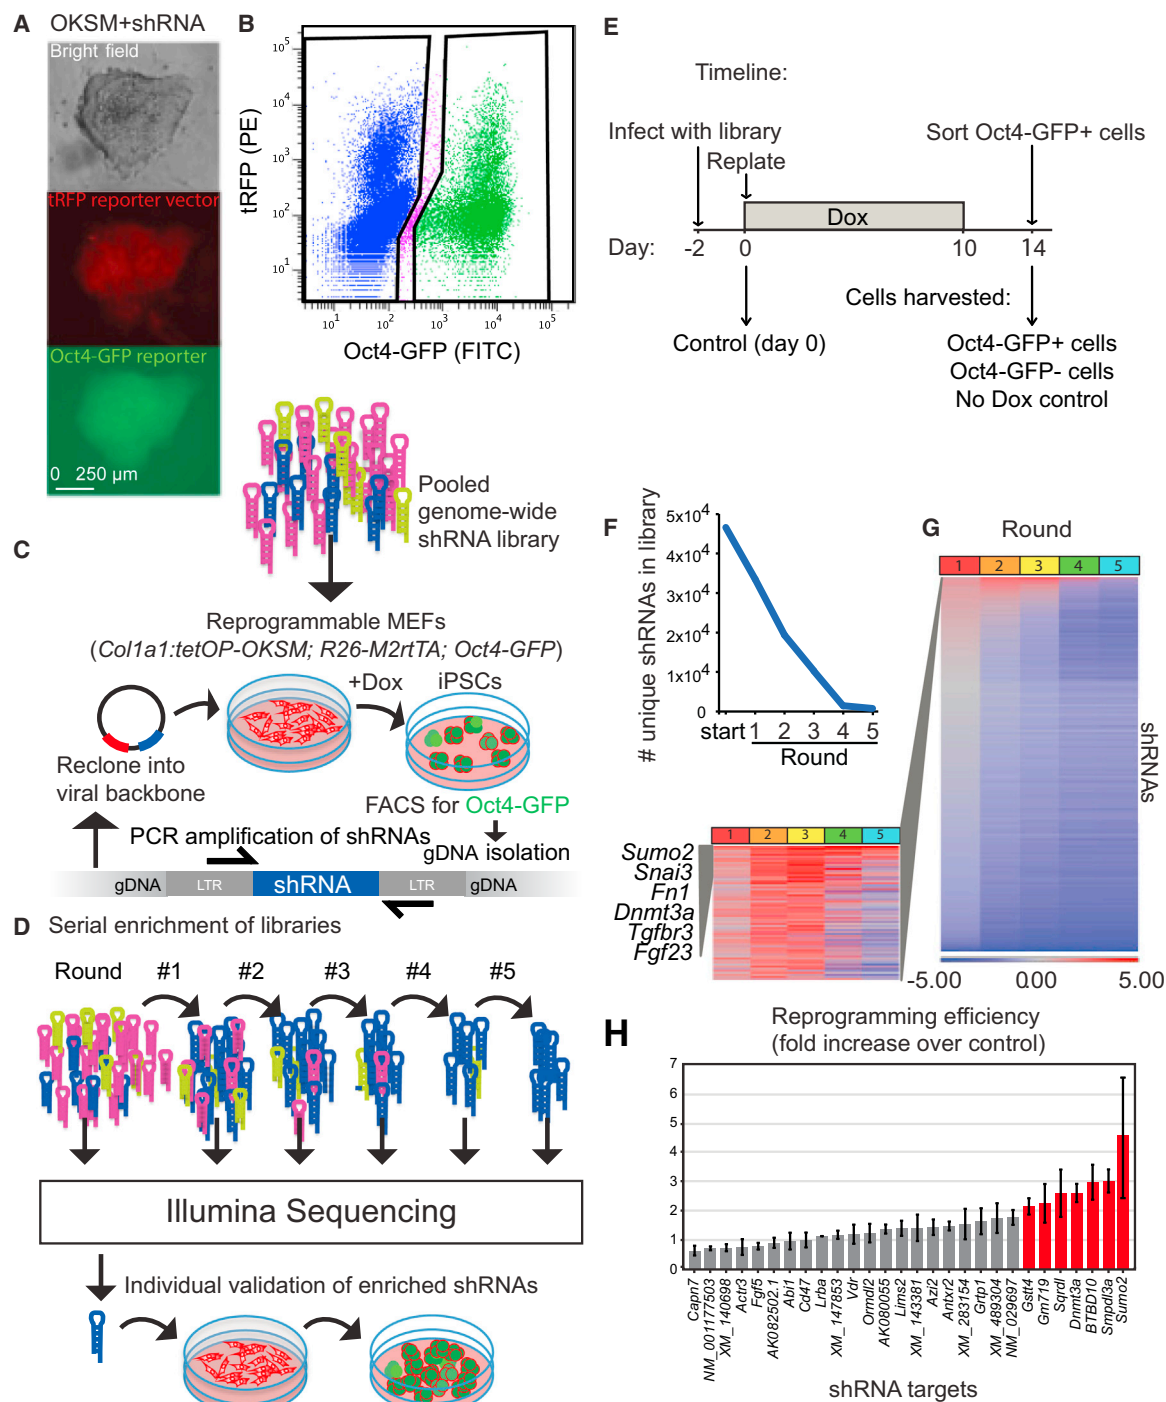 A
OKSM+shRNA
Bright field
tRFP reporter vector
Oct4-GFP reporter
0 250 µm
B
tRFP (PE)
10^5
10^4
10^3
10^2
10^1
10^1 10^2 10^3 10^4 10^5
Oct4-GFP (FITC)
C
Pooled
genome-wide
shRNA library
Reprogrammable MEFs
(Col1a1:tetOP-OKSM; R26-M2rtTA; Oct4-GFP)
+Dox
iPSCs
Reclone into
viral backbone
FACS for Oct4-GFP
PCR amplification of shRNAs
gDNA isolation
gDNA LTR shRNA LTR gDNA
D
Serial enrichment of libraries
Round #1 #2 #3 #4 #5
Illumina Sequencing
Individual validation of enriched shRNAs
E
Timeline:
Infect with library
Replate
Sort Oct4-GFP+ cells
Dox
Day: -2 0 10 14
Cells harvested:
Control (day 0)
Oct4-GFP+ cells
Oct4-GFP- cells
No Dox control
F
# unique shRNAs in library
5x10^4
4x10^4
3x10^4
2x10^4
1x10^4
0
start 1 2 3 4 5
Round
G
Round
1 2 3 4 5
shRNAs
1 2 3 4 5
Sumo2
Snai3
Fn1
Dnmt3a
Tgfbr3
Fgf23
-5.00 0.00 5.00
H
Reprogramming efficiency
(fold increase over control)
7
6
5
4
3
2
1
0
Capn7
NM_001177503
XM_140698
Actr3
Fgf5
AK082502.1
Abi1
Cd47
Lrba
XM_147853
Vdr
Ormdl2
AK080055
Lims2
XM_143381
Azi2
Antxr2
XM_283154
Grtp1
XM_489304
NM_029697
Gstt4
Gm719
Sqrdl
Dnmt3a
BTBD10
Smpdl3a
Sumo2
shRNA targets